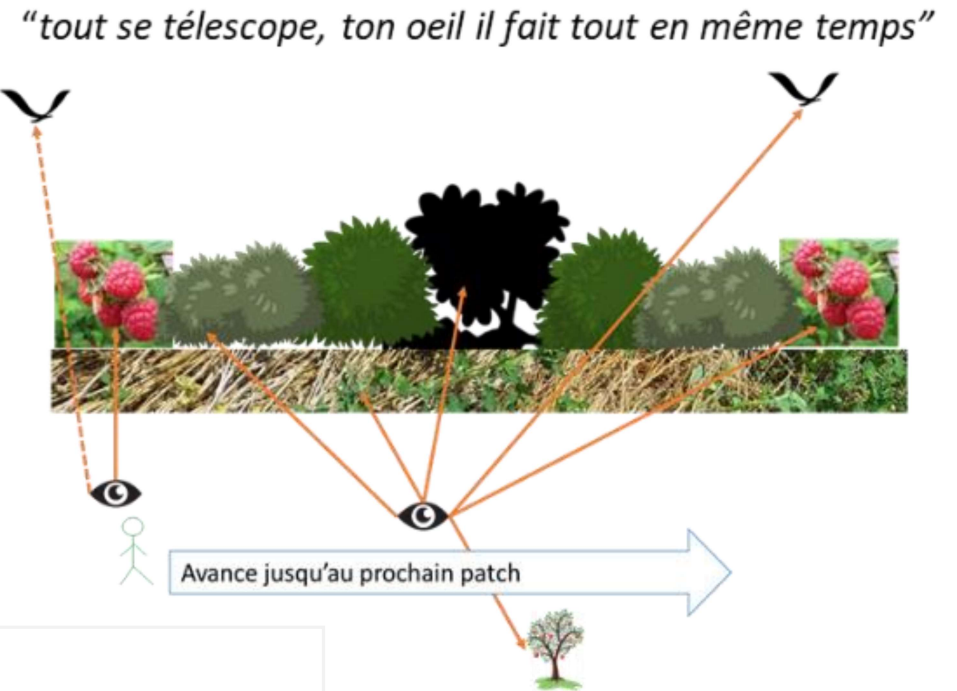 “tout se télescope, ton oeil il fait tout en même temps”
Avance jusqu’au prochain patch